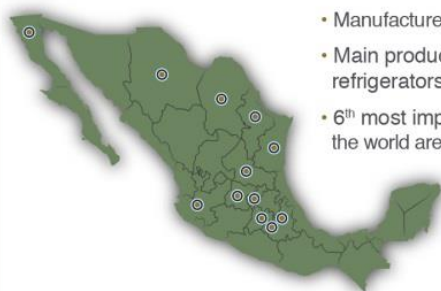 • Manufacture
• Main produc
refrigerators
• 6th most imp
the world are